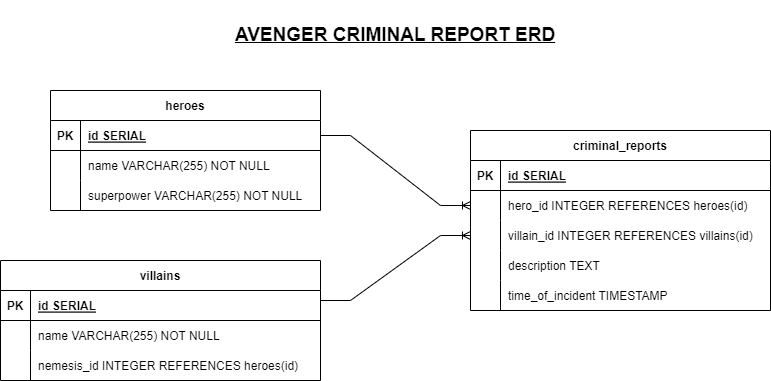 AVENGER CRIMINAL REPORT ERD
heroes
PK id SERIAL
name VARCHAR(255) NOT NULL
superpower VARCHAR(255) NOT NULL
criminal_reports
PK id SERIAL
hero_id INTEGER REFERENCES heroes(id)
villain_id INTEGER REFERENCES villains(id)
description TEXT
time_of_incident TIMESTAMP
villains
PK id SERIAL
name VARCHAR(255) NOT NULL
nemesis_id INTEGER REFERENCES heroes(id)